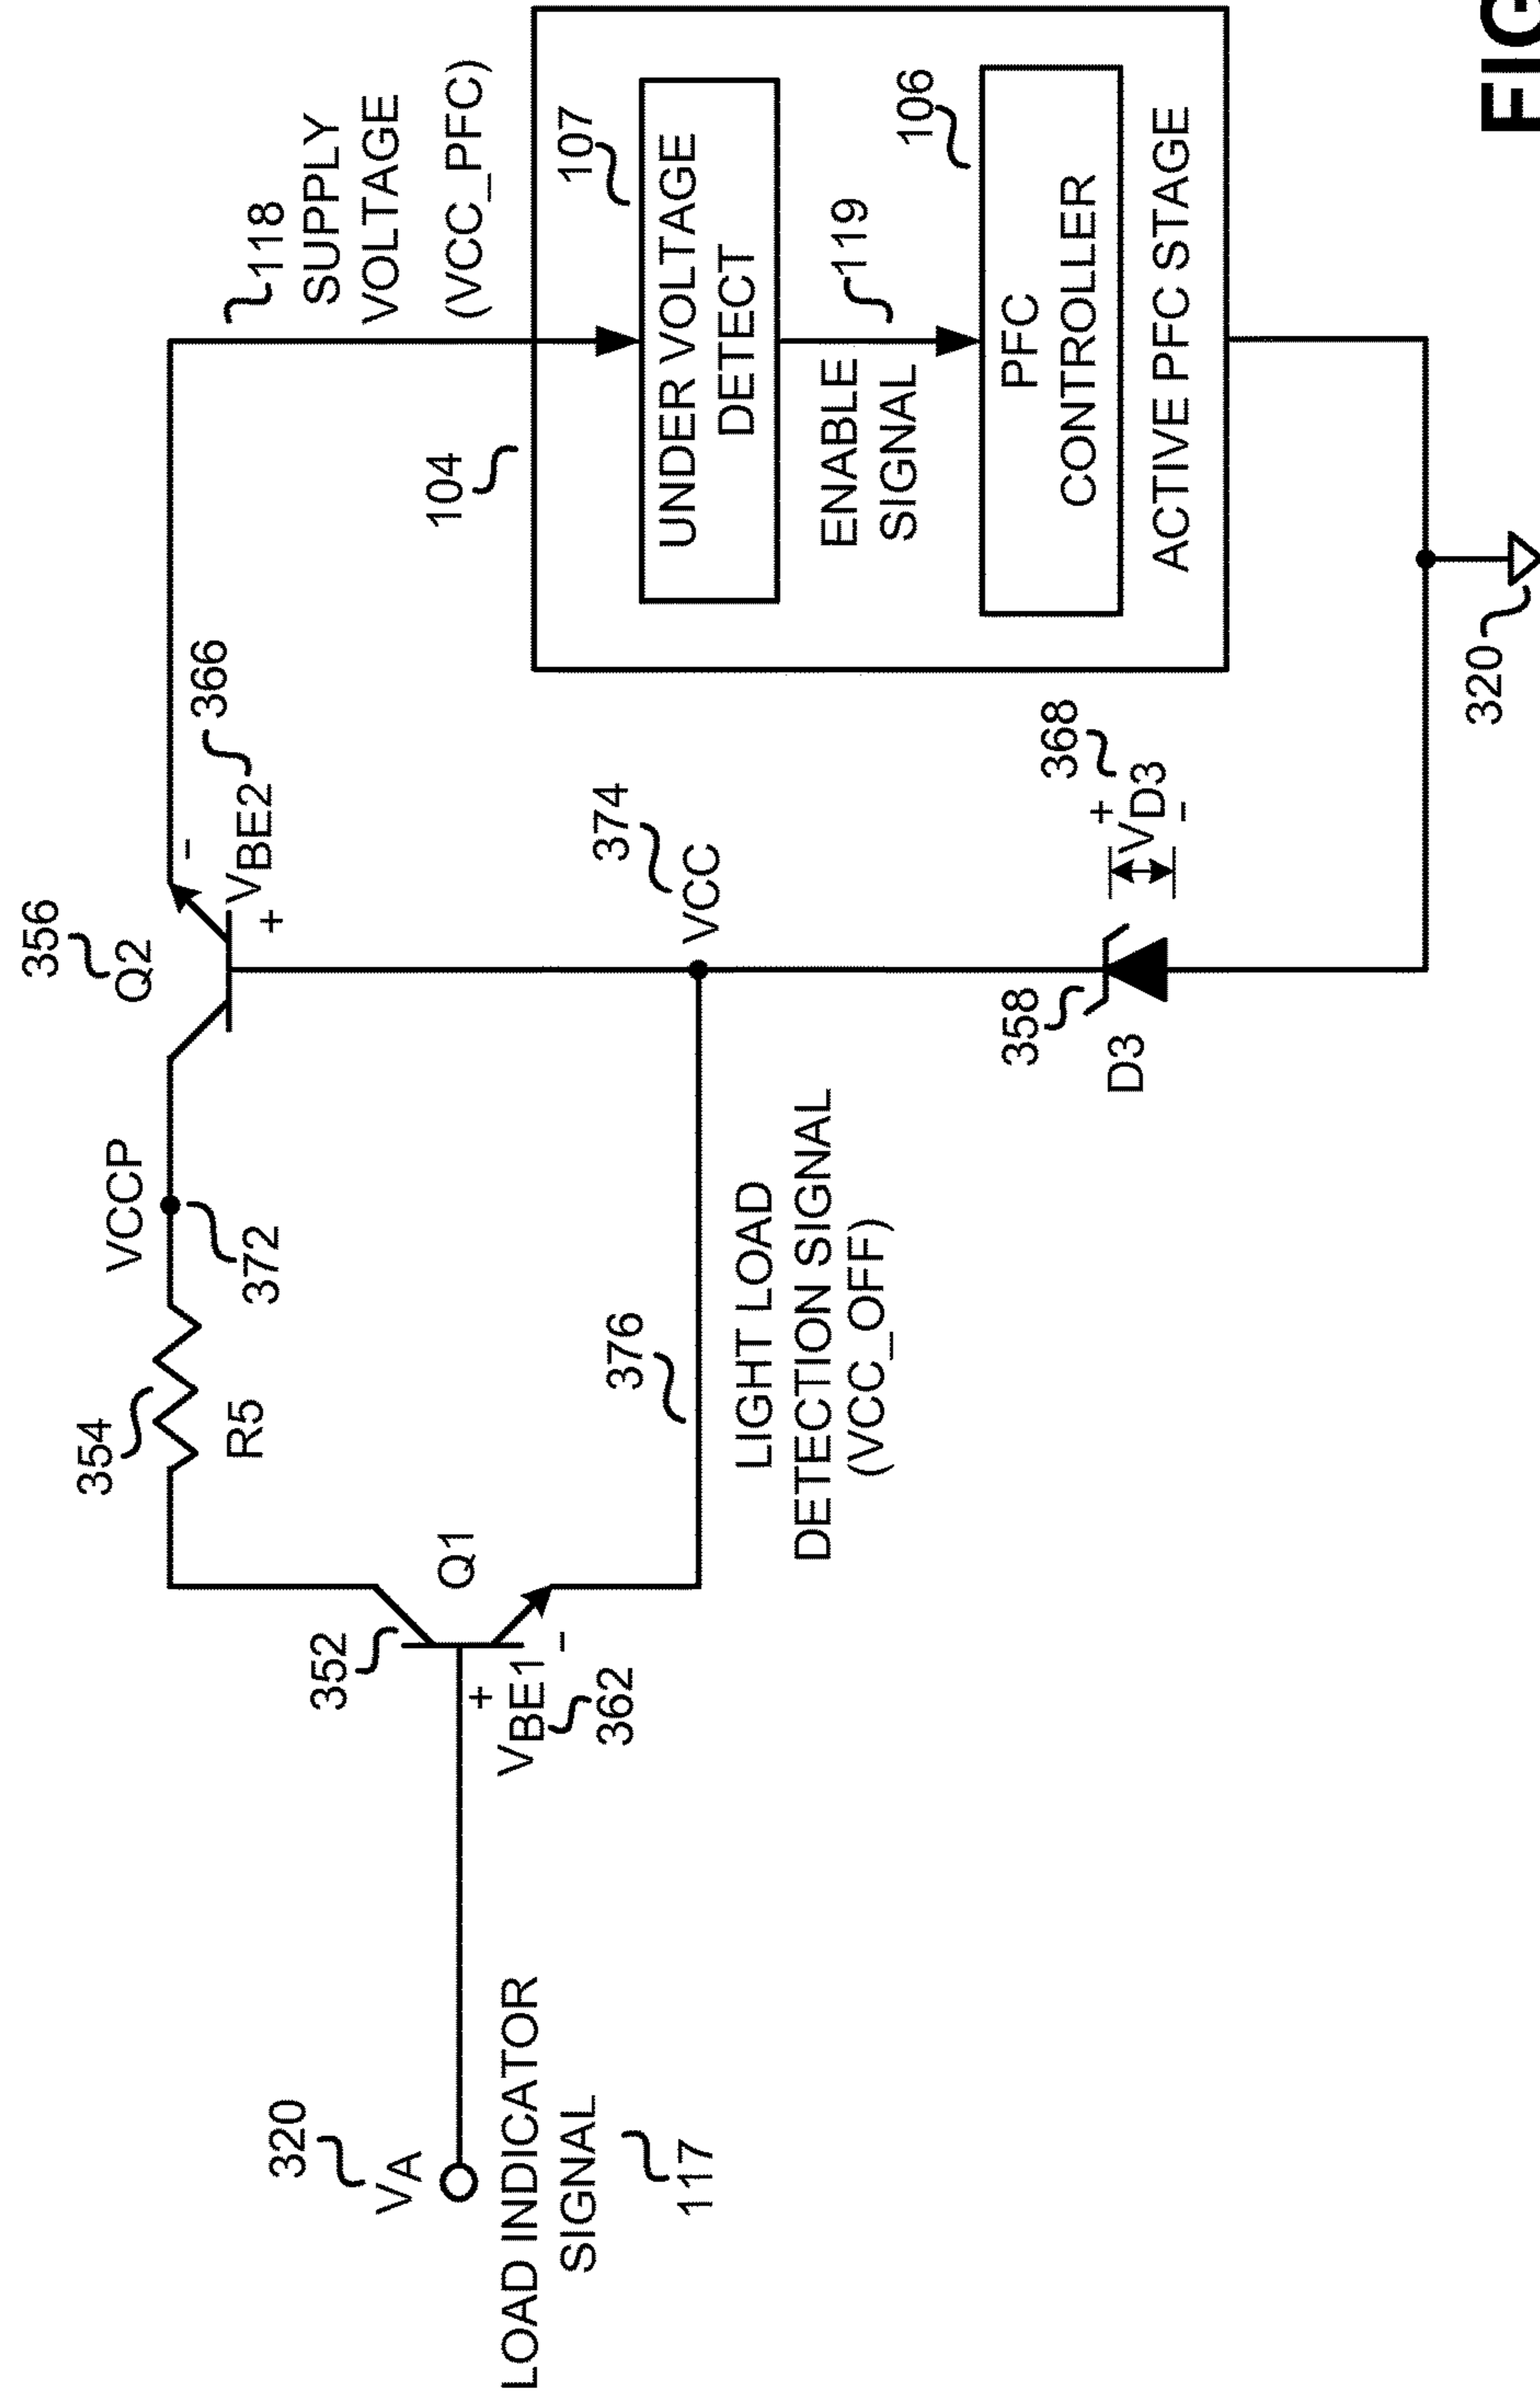 VCCP
372
354
R5
356
Q2
VBE2
+
-
366
118
SUPPLY
VOLTAGE
(VCC_PFC)
352
Q1
+
VBE1
-
362
320
VA
LOAD INDICATOR
SIGNAL
117
376
LIGHT LOAD
DETECTION SIGNAL
(VCC_OFF)
374
VCC
358
D3
368
+
VD3
-
104
107
UNDER VOLTAGE
DETECT
ENABLE
SIGNAL
119
106
PFC
CONTROLLER
ACTIVE PFC STAGE
320